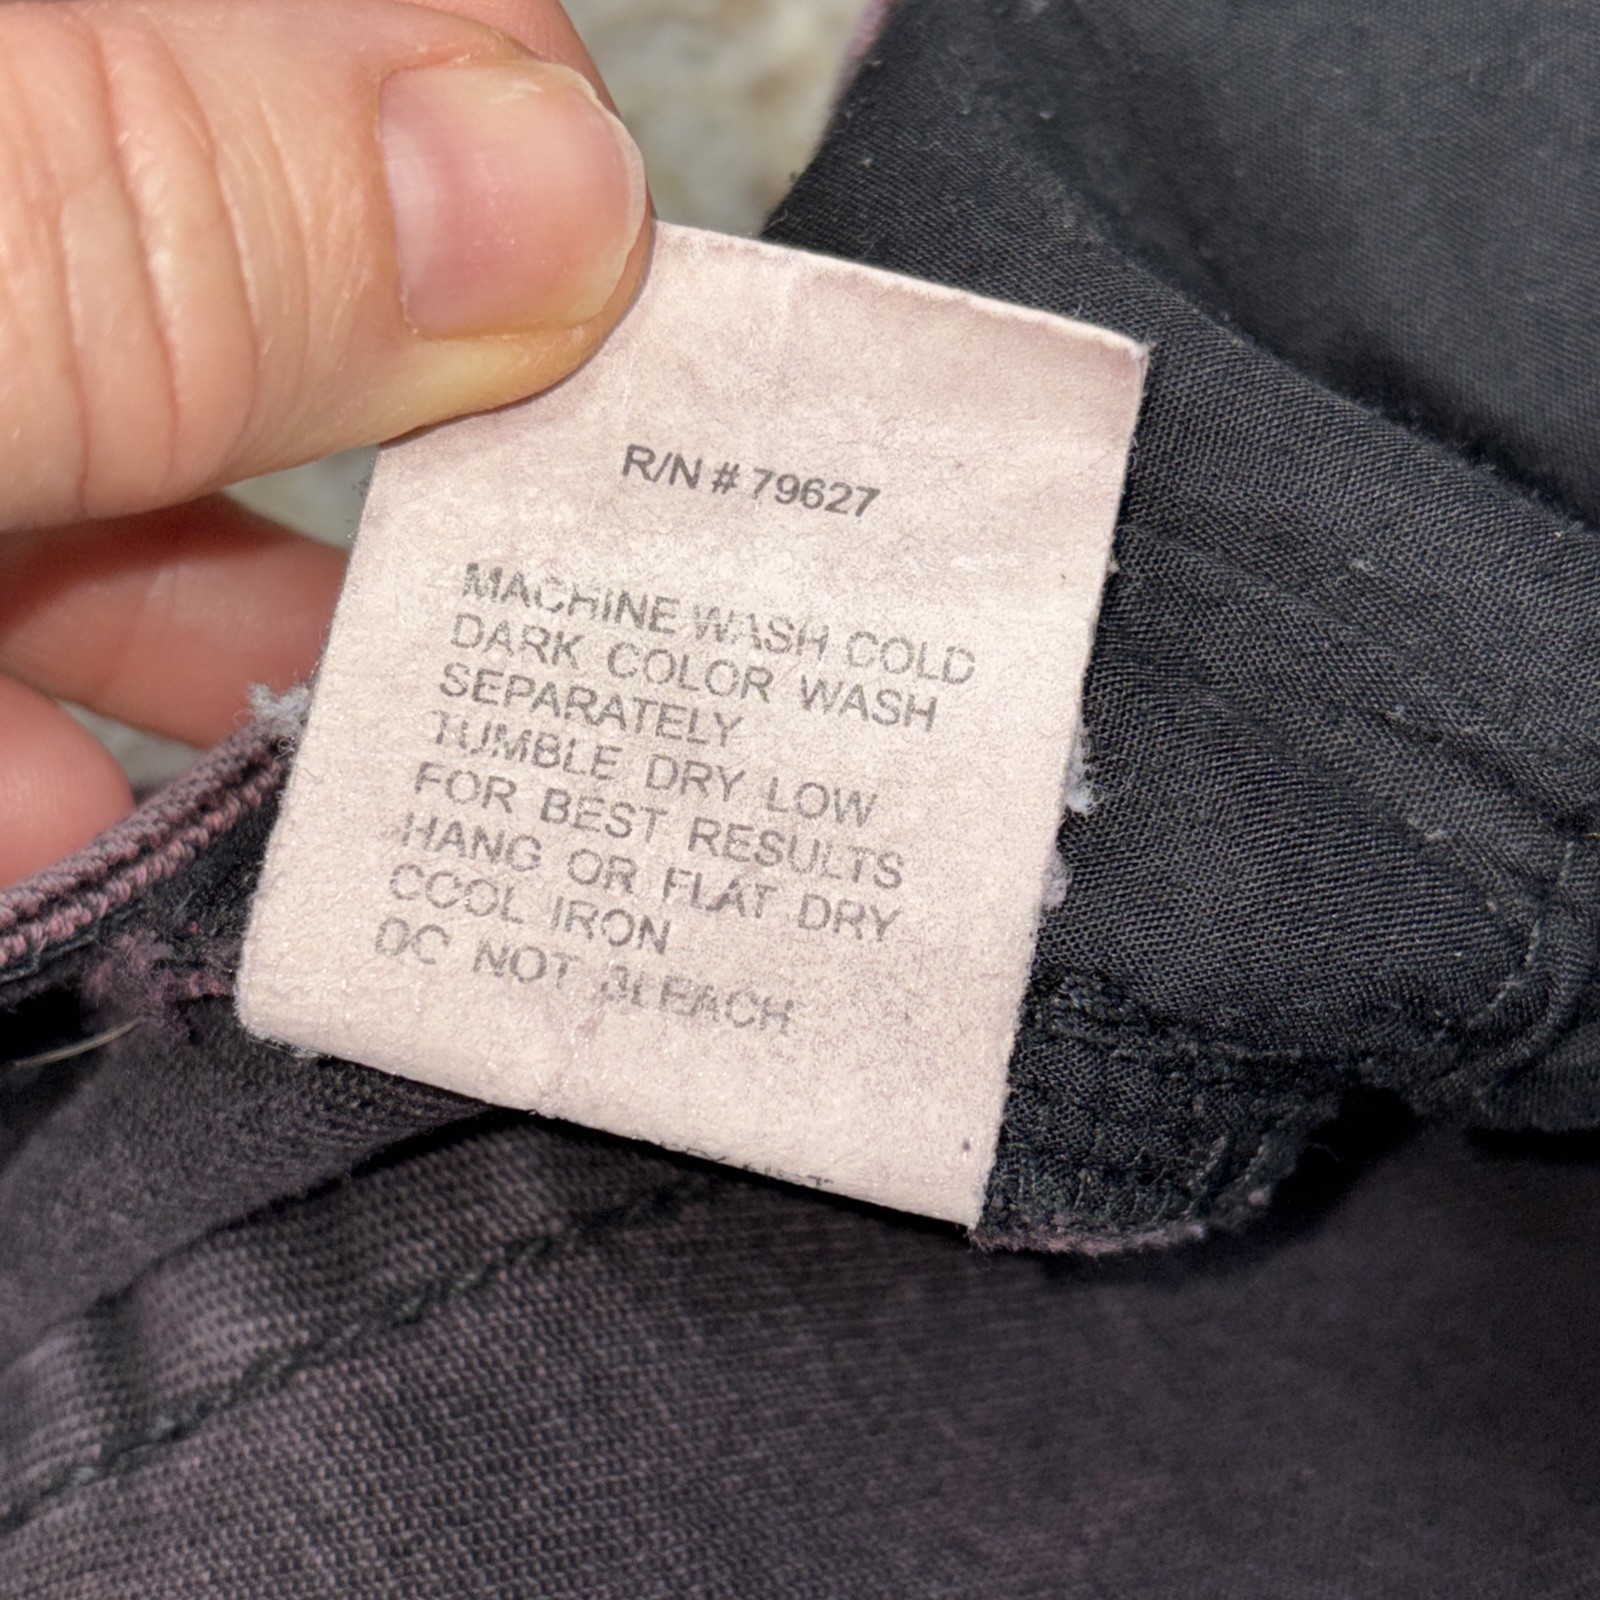 R/N # 79627
MACHINE WASH COLD
DARK COLOR WASH
SEPARATELY
TUMBLE DRY LOW
FOR BEST RESULTS
HANG OR FLAT DRY
COOL IRON
DO NOT BLEACH